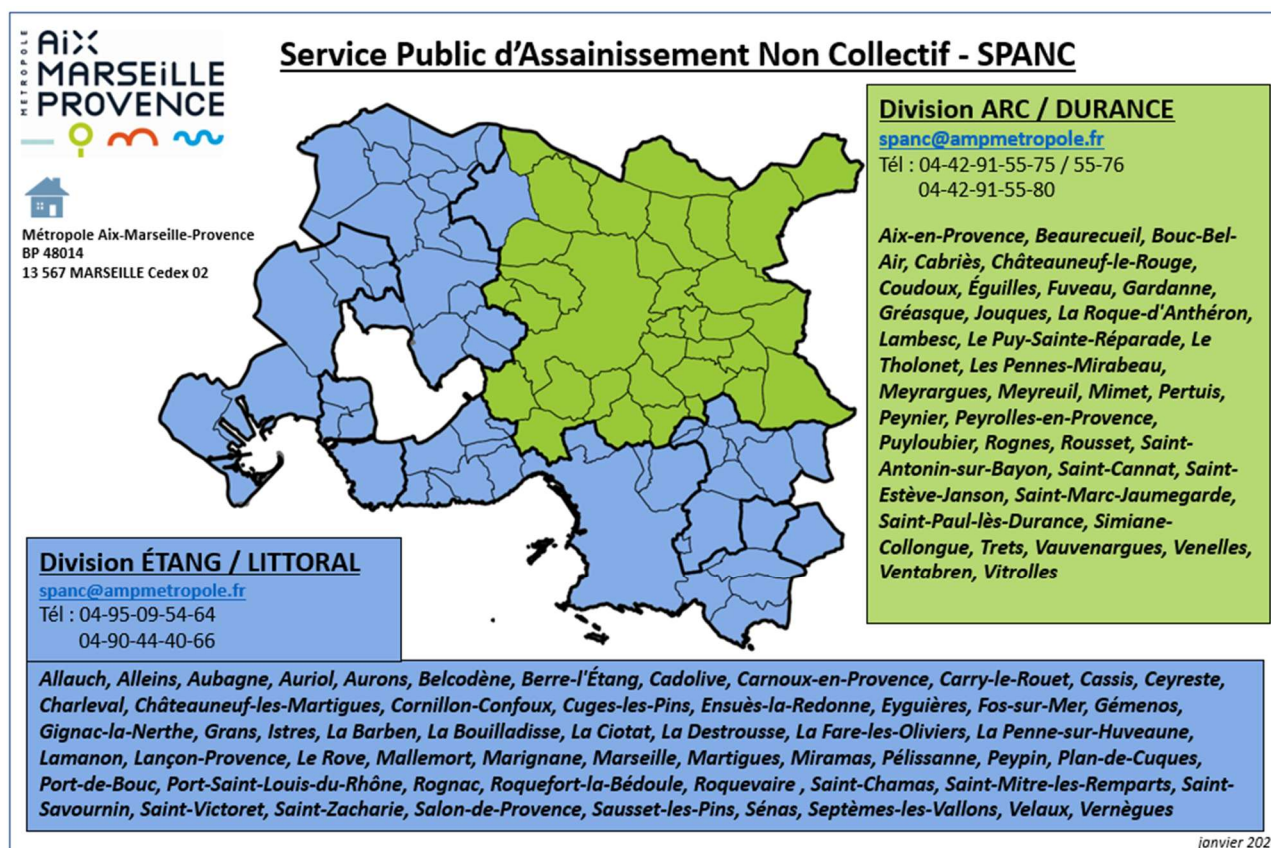 MÉTROPOLE
AiX
MARSEiLLE
PROVENCE
Service Public d’Assainissement Non Collectif - SPANC
Métropole Aix-Marseille-Provence
BP 48014
13 567 MARSEILLE Cedex 02
Division ARC / DURANCE
spanc@ampmetropole.fr
Tél : 04-42-91-55-75 / 55-76
04-42-91-55-80
Aix-en-Provence, Beaurecueil, Bouc-Bel-
Air, Cabriès, Châteauneuf-le-Rouge,
Coudoux, Éguilles, Fuveau, Gardanne,
Gréasque, Jouques, La Roque-d'Anthéron,
Lambesc, Le Puy-Sainte-Réparade, Le
Tholonet, Les Pennes-Mirabeau,
Meyrargues, Meyreuil, Mimet, Pertuis,
Peynier, Peyrolles-en-Provence,
Puyloubier, Rognes, Rousset, Saint-
Antonin-sur-Bayon, Saint-Cannat, Saint-
Estève-Janson, Saint-Marc-Jaumegarde,
Saint-Paul-lès-Durance, Simiane-
Collongue, Trets, Vauvenargues, Venelles,
Ventabren, Vitrolles
Division ÉTANG / LITTORAL
spanc@ampmetropole.fr
Tél : 04-95-09-54-64
04-90-44-40-66
Allauch, Alleins, Aubagne, Auriol, Aurons, Belcodène, Berre-l'Étang, Cadolive, Carnoux-en-Provence, Carry-le-Rouet, Cassis, Ceyreste,
Charleval, Châteauneuf-les-Martigues, Cornillon-Confoux, Cuges-les-Pins, Ensuès-la-Redonne, Eyguières, Fos-sur-Mer, Gémenos,
Gignac-la-Nerthe, Grans, Istres, La Barben, La Bouilladisse, La Ciotat, La Destrousse, La Fare-les-Oliviers, La Penne-sur-Huveaune,
Lamanon, Lançon-Provence, Le Rove, Mallemort, Marignane, Marseille, Martigues, Miramas, Pélissanne, Peypin, Plan-de-Cuques,
Port-de-Bouc, Port-Saint-Louis-du-Rhône, Rognac, Roquefort-la-Bédoule, Roquevaire , Saint-Chamas, Saint-Mitre-les-Remparts, Saint-
Savournin, Saint-Victoret, Saint-Zacharie, Salon-de-Provence, Sausset-les-Pins, Sénas, Septèmes-les-Vallons, Velaux, Vernègues
janvier 202